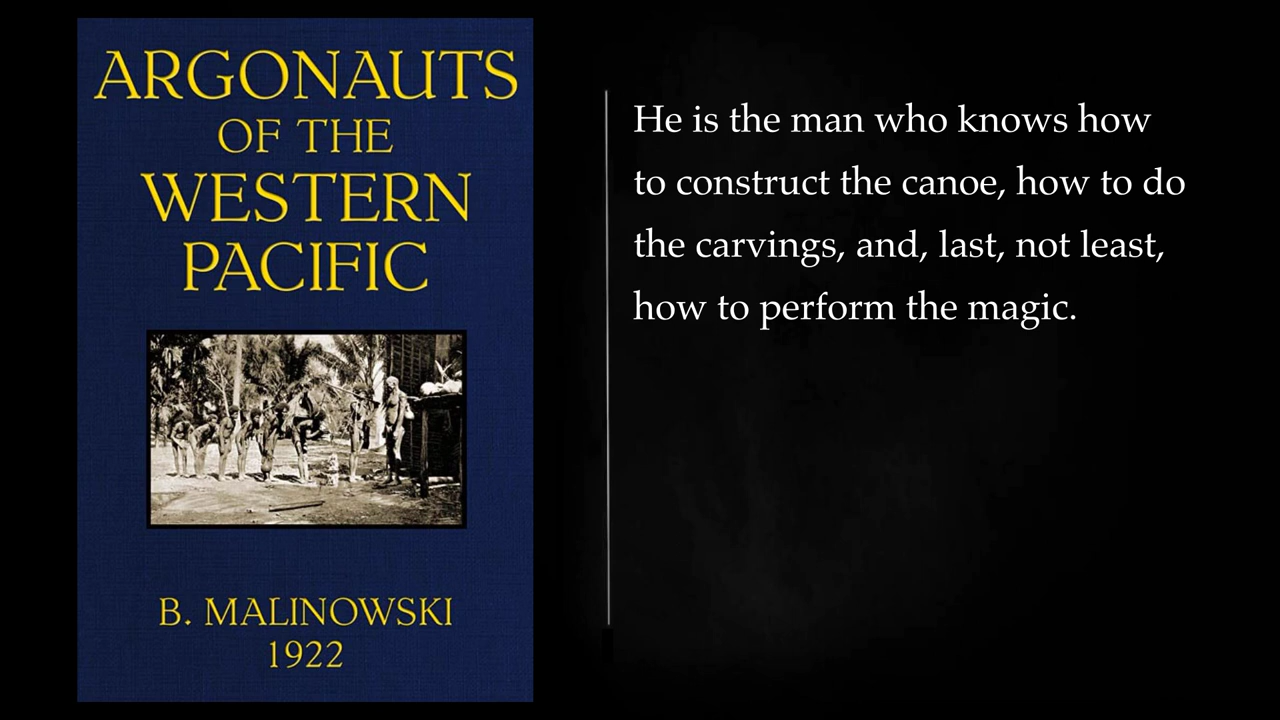 ARGONAUTS
OF THE
WESTERN
PACIFIC
B. MALINOWSKI
1922
He is the man who knows how
to construct the canoe, how to do
the carvings, and, last, not least,
how to perform the magic.